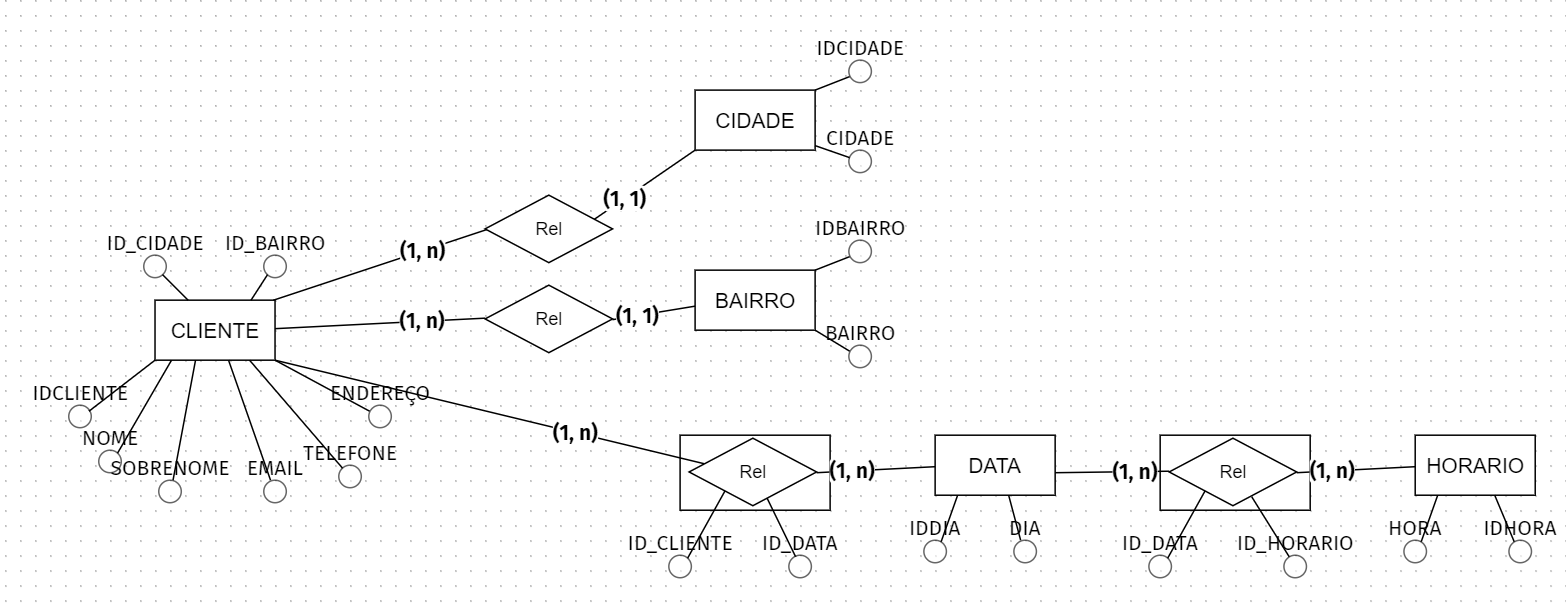 IDCIDADE
CIDADE
CIDADE
(1, 1)
Rel
(1, n)
ID_CIDADE
ID_BAIRRO
IDBAIRRO
BAIRRO
BAIRRO
CLIENTE
(1, n)
Rel
(1, 1)
IDCLIENTE
ENDEREÇO
NOME
SOBRENOME
EMAIL
TELEFONE
(1, n)
Rel
(1, n)
DATA
(1, n)
Rel
(1, n)
HORARIO
ID_CLIENTE
ID_DATA
IDDIA
DIA
ID_DATA
ID_HORARIO
HORA
IDHORA